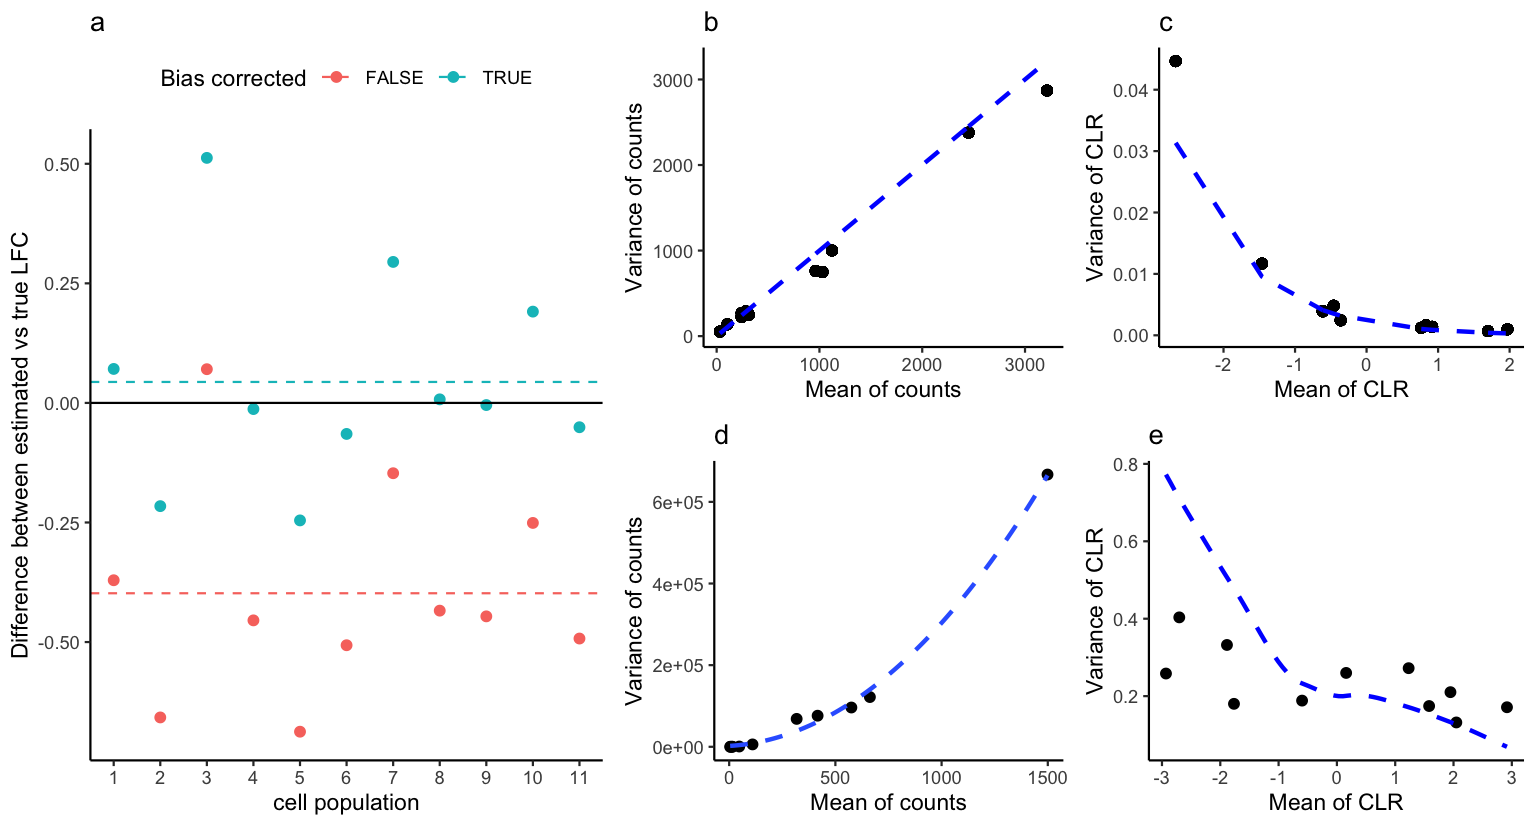 a
Bias corrected FALSE TRUE
Difference between estimated vs true LFC
0.50
0.25
0.00
-0.25
-0.50
1 2 3 4 5 6 7 8 9 10 11
cell population
b
Variance of counts
3000
2000
1000
0
0 1000 2000 3000
Mean of counts
c
Variance of CLR
0.04
0.03
0.02
0.01
0.00
-2 -1 0 1 2
Mean of CLR
d
Variance of counts
6e+05
4e+05
2e+05
0e+00
0 500 1000 1500
Mean of counts
e
Variance of CLR
0.8
0.6
0.4
0.2
-3 -2 -1 0 1 2 3
Mean of CLR